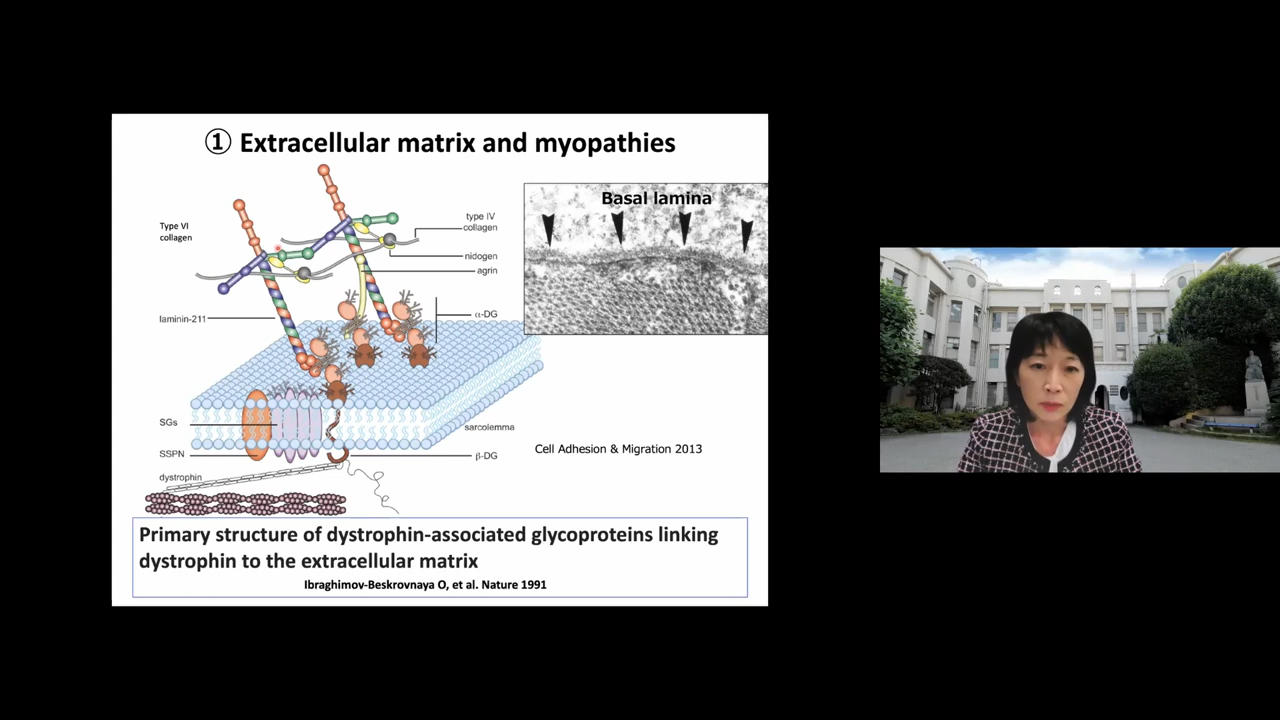 ① Extracellular matrix and myopathies
Type VI
collagen
type IV
collagen
nidogen
agrin
laminin-211
α-DG
SGs
sarcolemma
SSPN
β-DG
dystrophin
Basal lamina
Cell Adhesion & Migration 2013
Primary structure of dystrophin-associated glycoproteins linking
dystrophin to the extracellular matrix
Ibraghimov-Beskrovnaya O, et al. Nature 1991